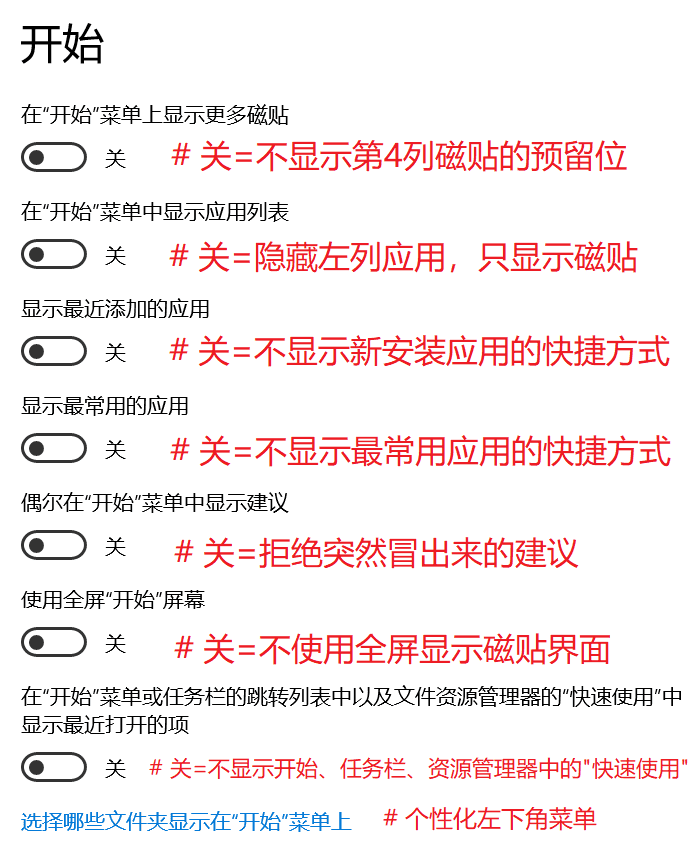 开始
在“开始”菜单上显示更多磁贴
关 # 关=不显示第4列磁贴的预留位
在“开始”菜单中显示应用列表
关 # 关=隐藏左列应用，只显示磁贴
显示最近添加的应用
关 # 关=不显示新安装应用的快捷方式
显示最常用的应用
关 # 关=不显示最常用应用的快捷方式
偶尔在“开始”菜单中显示建议
关 # 关=拒绝突然冒出来的建议
使用全屏“开始”屏幕
关 # 关=不使用全屏显示磁贴界面
在“开始”菜单或任务栏的跳转列表中以及文件资源管理器的“快速使用”中
显示最近打开的项
关 # 关=不显示开始、任务栏、资源管理器中的"快速使用"
选择哪些文件夹显示在“开始”菜单上 # 个性化左下角菜单